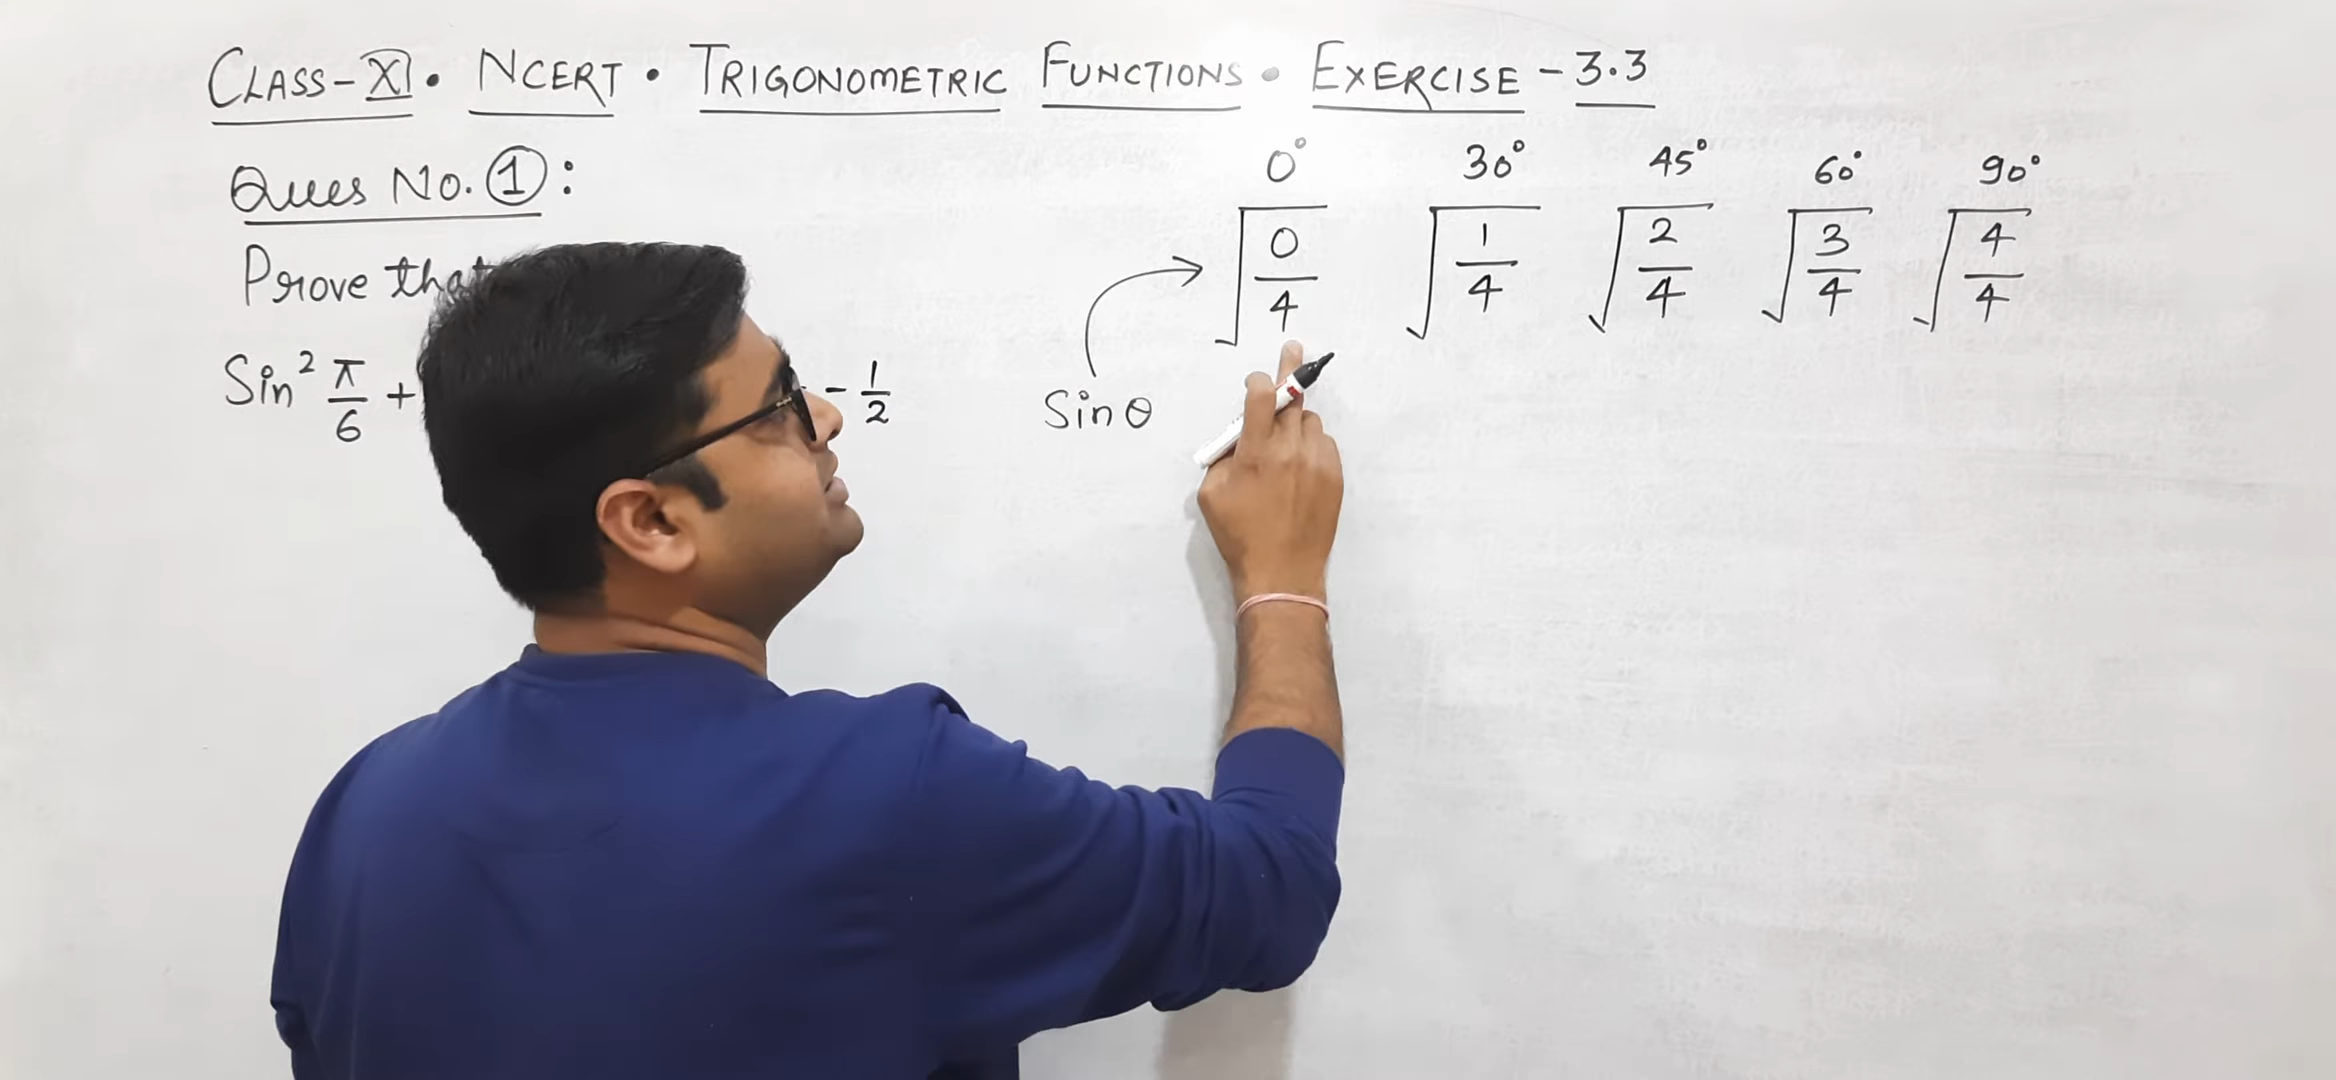 CLASS-XI • NCERT • TRIGONOMETRIC FUNCTIONS • EXERCISE - 3.3
Ques No. ①:
Prove that
Sin² π/6 + - 1/2
0° 30° 45° 60° 90°
√(0/4) √(1/4) √(2/4) √(3/4) √(4/4)
Sin θ